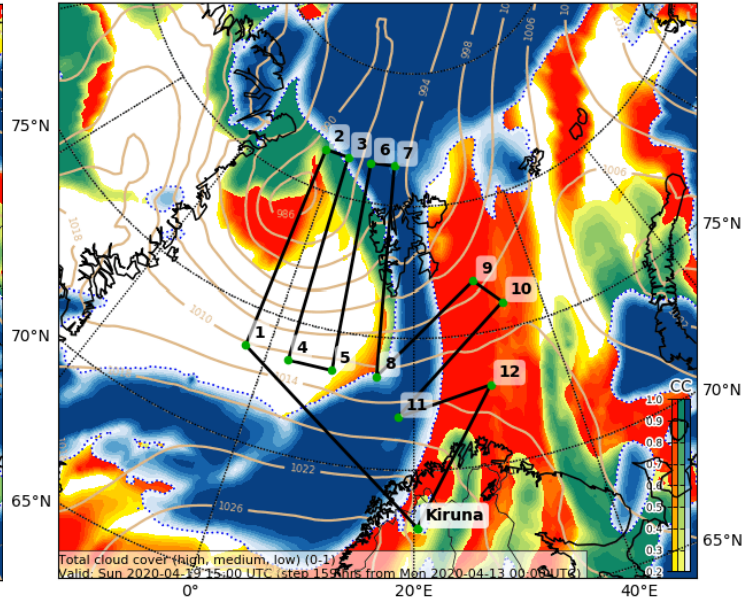 1006
998
994
1006
75°N
2
3
6
7
986
1018
75°N
9
10
1010
1
70°N
4
5
8
12
1014
CC
70°N
11
1.0
0.9
0.8
0.7
0.6
0.5
0.4
0.3
0.2
1022
65°N
1026
Kiruna
65°N
Total cloud cover (high, medium, low) (0-1)
Valid: Sun 2020-04-19 15:00 UTC (step 159 hrs from Mon 2020-04-13 00:00 UTC)
0°
20°E
40°E